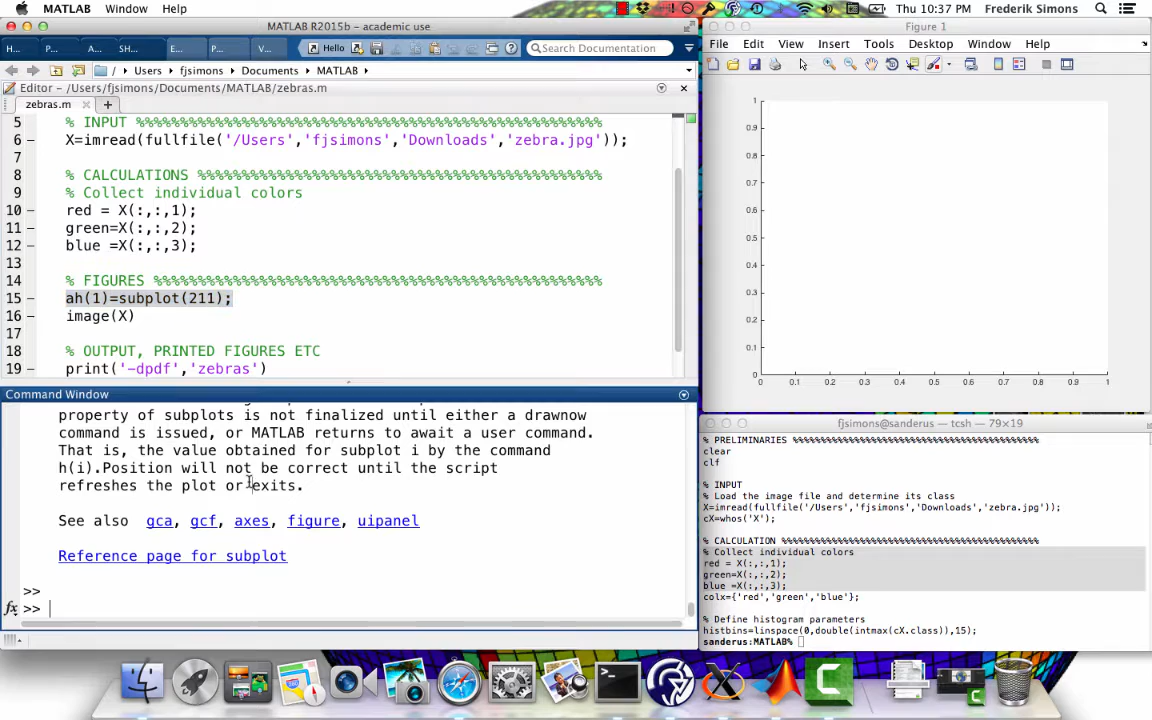 MATLAB Window Help
Thu 10:37 PM Frederik Simons
MATLAB R2015b - academic use
H... P... A... SH... E... P... V... Hello Search Documentation
/ Users fjsimons Documents MATLAB
Editor - /Users/fjsimons/Documents/MATLAB/zebras.m
zebras.m × +
5 % INPUT %%%%%%%%%%%%%%%%%%%%%%%%%%%%%%%%%%%%%%%%%%%%%%%%%%%%%
6 - X=imread(fullfile('/Users','fjsimons','Downloads','zebra.jpg'));
7
8 % CALCULATIONS %%%%%%%%%%%%%%%%%%%%%%%%%%%%%%%%%%%%%%%%%%%%%%
9 % Collect individual colors
10 - red = X(:,:,1);
11 - green=X(:,:,2);
12 - blue =X(:,:,3);
13
14 % FIGURES %%%%%%%%%%%%%%%%%%%%%%%%%%%%%%%%%%%%%%%%%%%%%%%%%%%
15 - ah(1)=subplot(211);
16 - image(X)
17
18 % OUTPUT, PRINTED FIGURES ETC
19 - print('-dpdf','zebras')
Command Window
property of subplots is not finalized until either a drawnow
command is issued, or MATLAB returns to await a user command.
That is, the value obtained for subplot i by the command
h(i).Position will not be correct until the script
refreshes the plot or exits.
See also gca, gcf, axes, figure, uipanel
Reference page for subplot
>>
fx >>
Figure 1
File Edit View Insert Tools Desktop Window Help
1
0.9
0.8
0.7
0.6
0.5
0.4
0.3
0.2
0.1
0
0 0.1 0.2 0.3 0.4 0.5 0.6 0.7 0.8 0.9 1
fjsimons@sanderus — tcsh — 79×19
% PRELIMINARIES %%%%%%%%%%%%%%%%%%%%%%%%%%%%%%%%%%%%%%%%%
clear
clf
% INPUT
% Load the image file and determine its class
X=imread(fullfile('/Users','fjsimons','Downloads','zebra.jpg'));
cX=whos('X');
% CALCULATION %%%%%%%%%%%%%%%%%%%%%%%%%%%%%%%%%%%%%%%%%%%
% Collect individual colors
red = X(:,:,1);
green=X(:,:,2);
blue =X(:,:,3);
colx={'red','green','blue'};
% Define histogram parameters
histbins=linspace(0,double(intmax(cX.class)),15);
sanderus:MATLAB%